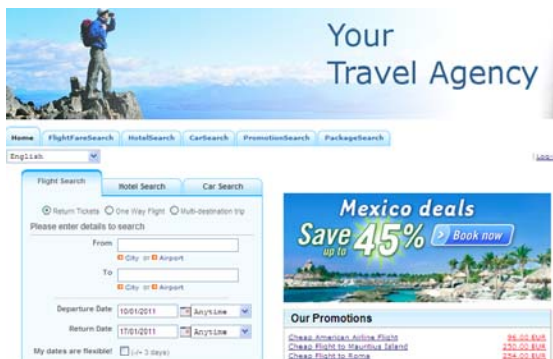 Your
Travel Agency
Home FlightFareSearch HotelSearch CarSearch PromotionSearch PackageSearch
English
Flight Search Hotel Search Car Search
Return Tickets One Way Flight Multi-destination trip
Please enter details to search
From
City or Airport
To
City or Airport
Departure Date 10/01/2011 Anytime
Return Date 17/01/2011 Anytime
My dates are flexible! (-/+ 3 days)
Mexico deals
Save up to 45% Book now
Our Promotions
Cheap American Airline Flight 96.00 EUR
Cheap Flight to Mauritius Island 250.00 EUR
Cheap Flight to Rome 254.00 EUR